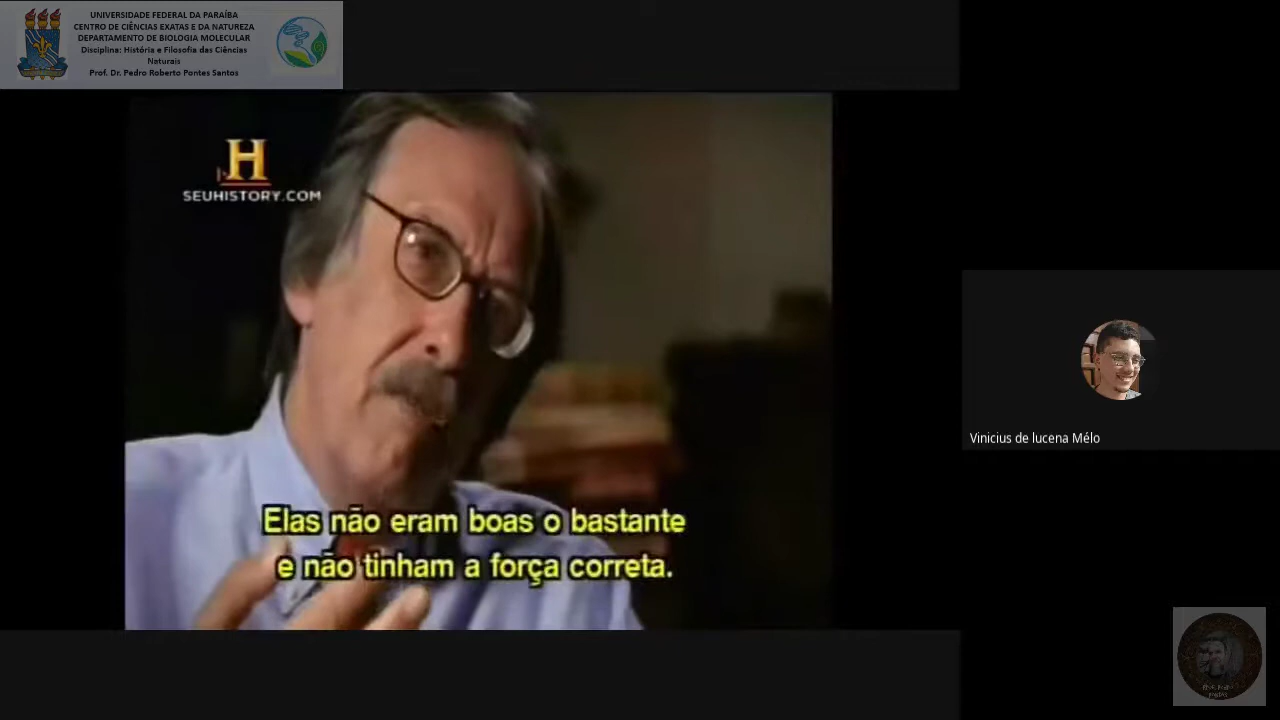 UNIVERSIDADE FEDERAL DA PARAÍBA
CENTRO DE CIÊNCIAS EXATAS E DA NATUREZA
DEPARTAMENTO DE BIOLOGIA MOLECULAR
Disciplina: História e Filosofia das Ciências
Naturais
Prof. Dr. Pedro Roberto Pontes Santos
H
SEUHISTORY.COM
Elas não eram boas o bastante
e não tinham a força correta.
Vinicius de lucena Mélo